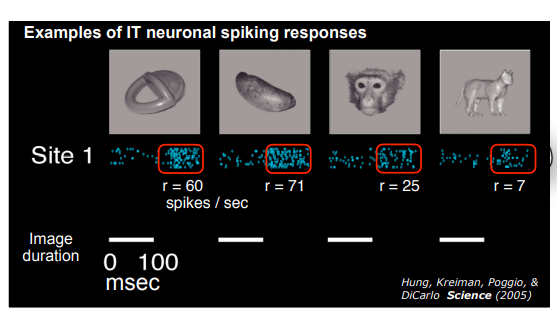 Examples of IT neuronal spiking responses
Site 1
r = 60
r = 71
r = 25
r = 7
spikes / sec
Image
duration
0 100
msec
Hung, Kreiman, Poggio, &
DiCarlo Science (2005)